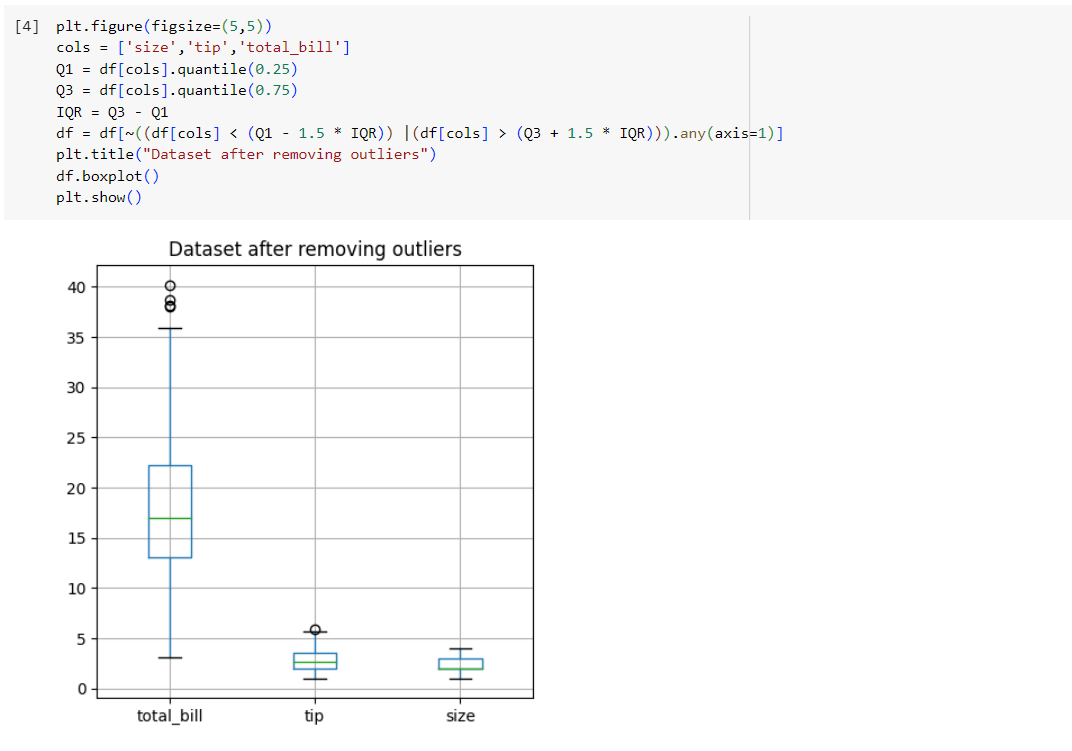 [4] plt.figure(figsize=(5,5))
cols = ['size','tip','total_bill']
Q1 = df[cols].quantile(0.25)
Q3 = df[cols].quantile(0.75)
IQR = Q3 - Q1
df = df[~((df[cols] < (Q1 - 1.5 * IQR)) |(df[cols] > (Q3 + 1.5 * IQR))).any(axis=1)]
plt.title("Dataset after removing outliers")
df.boxplot()
plt.show()
Dataset after removing outliers
40
35
30
25
20
15
10
5
0
total_bill tip size